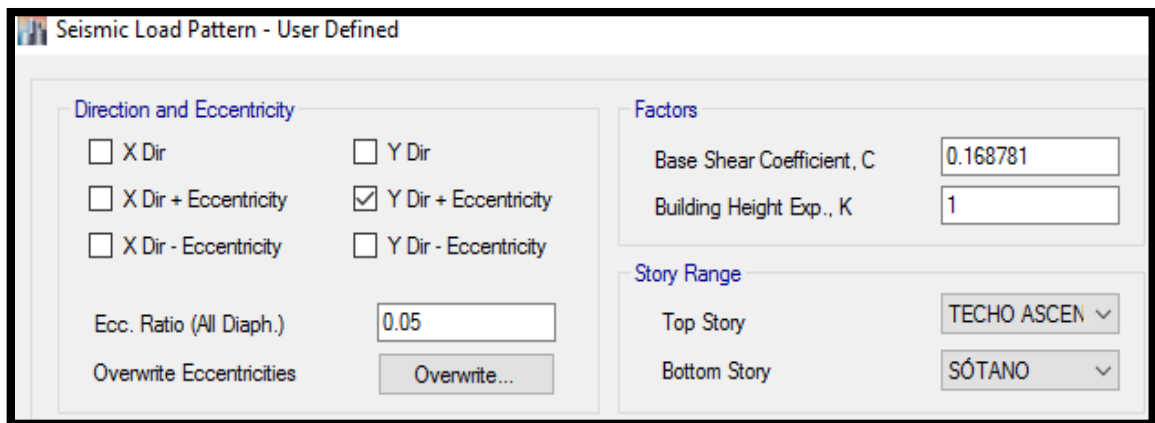 Seismic Load Pattern - User Defined
Direction and Eccentricity
X Dir
Y Dir
X Dir + Eccentricity
Y Dir + Eccentricity
X Dir - Eccentricity
Y Dir - Eccentricity
Ecc. Ratio (All Diaph.)
0.05
Overwrite Eccentricities
Overwrite...
Factors
Base Shear Coefficient, C
0.168781
Building Height Exp., K
1
Story Range
Top Story
TECHO ASCEN
Bottom Story
SÓTANO